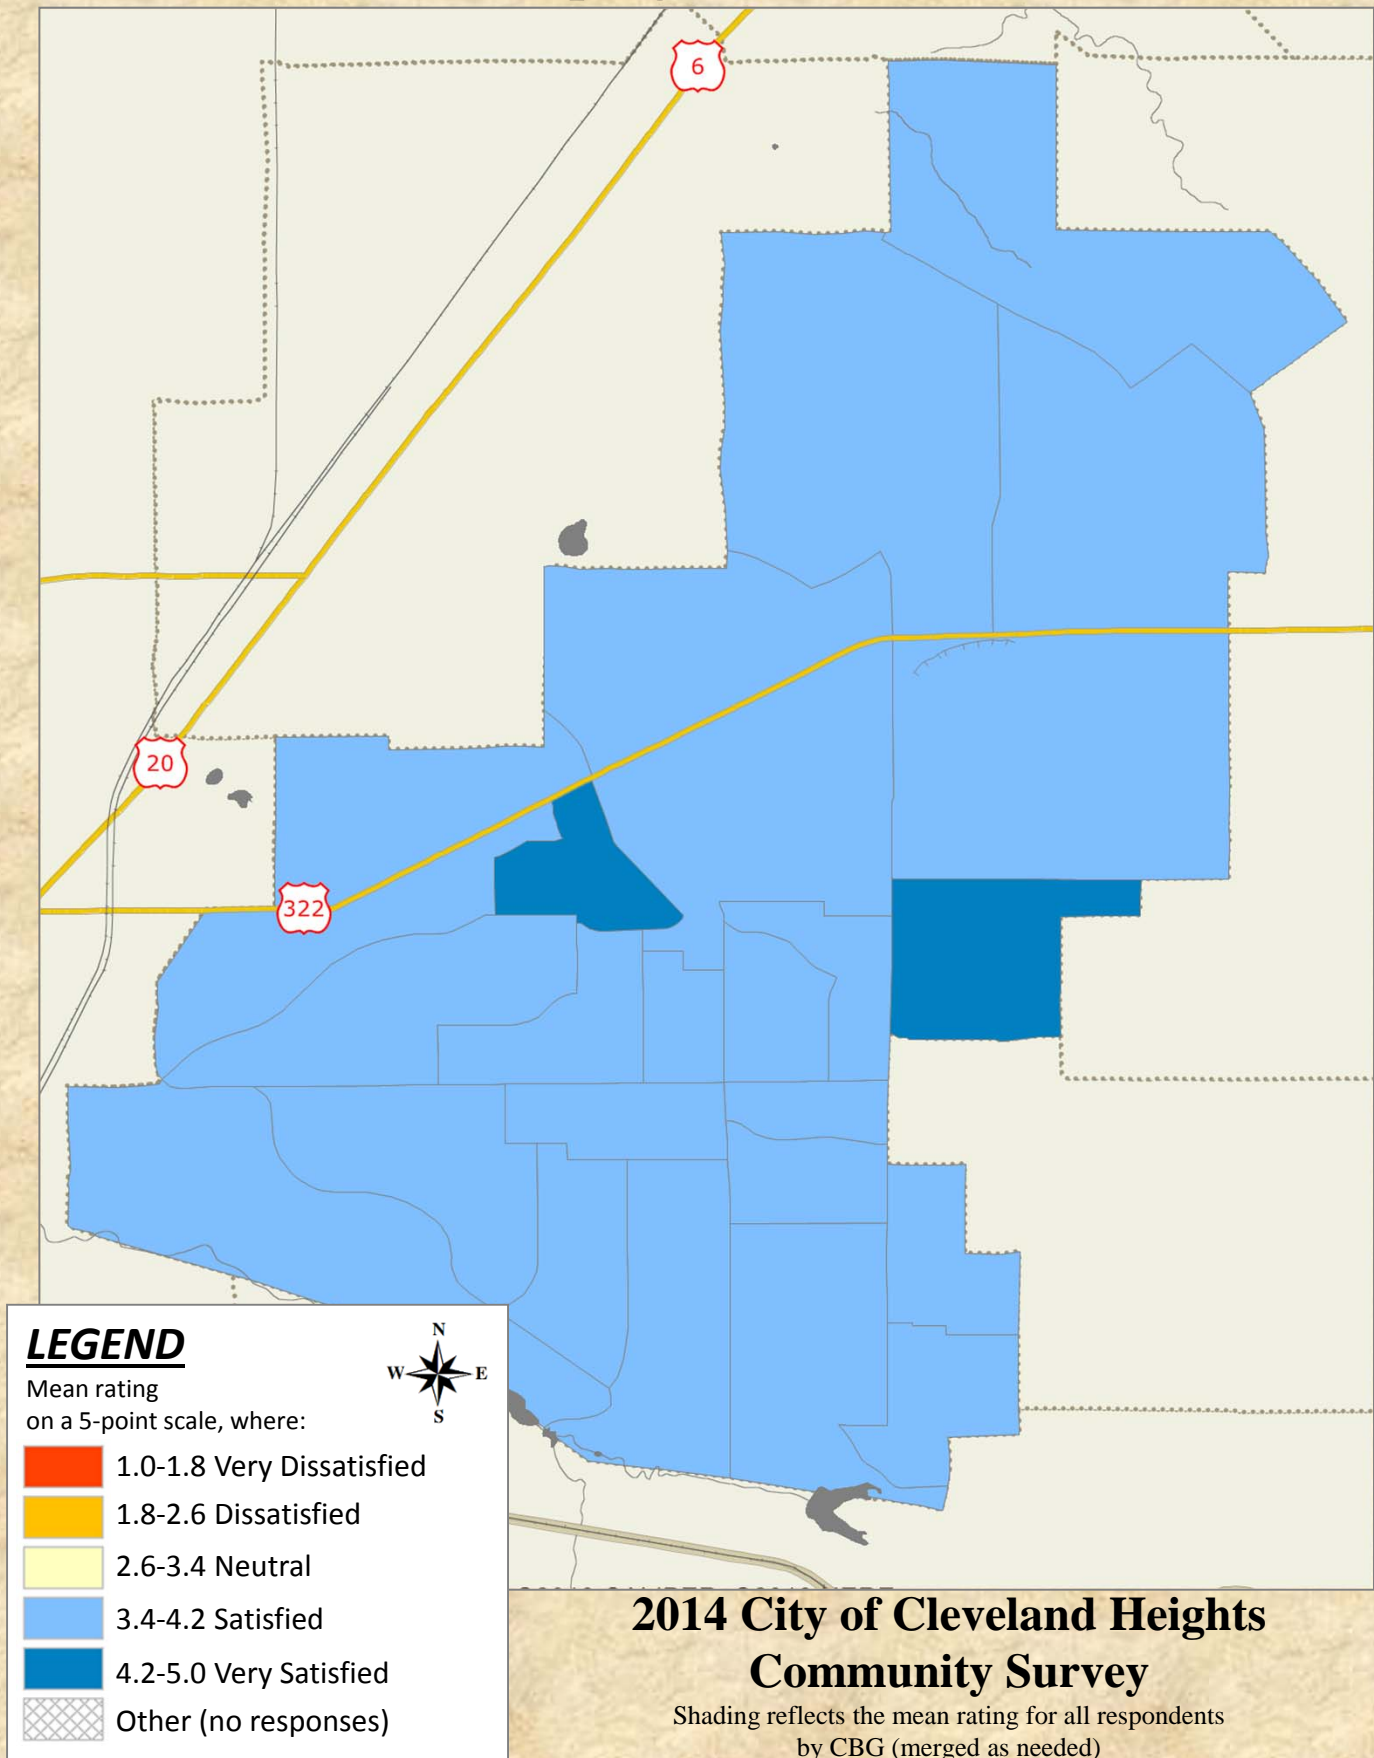 6
20
322
LEGEND
Mean rating
on a 5-point scale, where:
N
W E
S
1.0-1.8 Very Dissatisfied
1.8-2.6 Dissatisfied
2.6-3.4 Neutral
3.4-4.2 Satisfied
4.2-5.0 Very Satisfied
Other (no responses)
2014 City of Cleveland Heights
Community Survey
Shading reflects the mean rating for all respondents
by CBG (merged as needed)